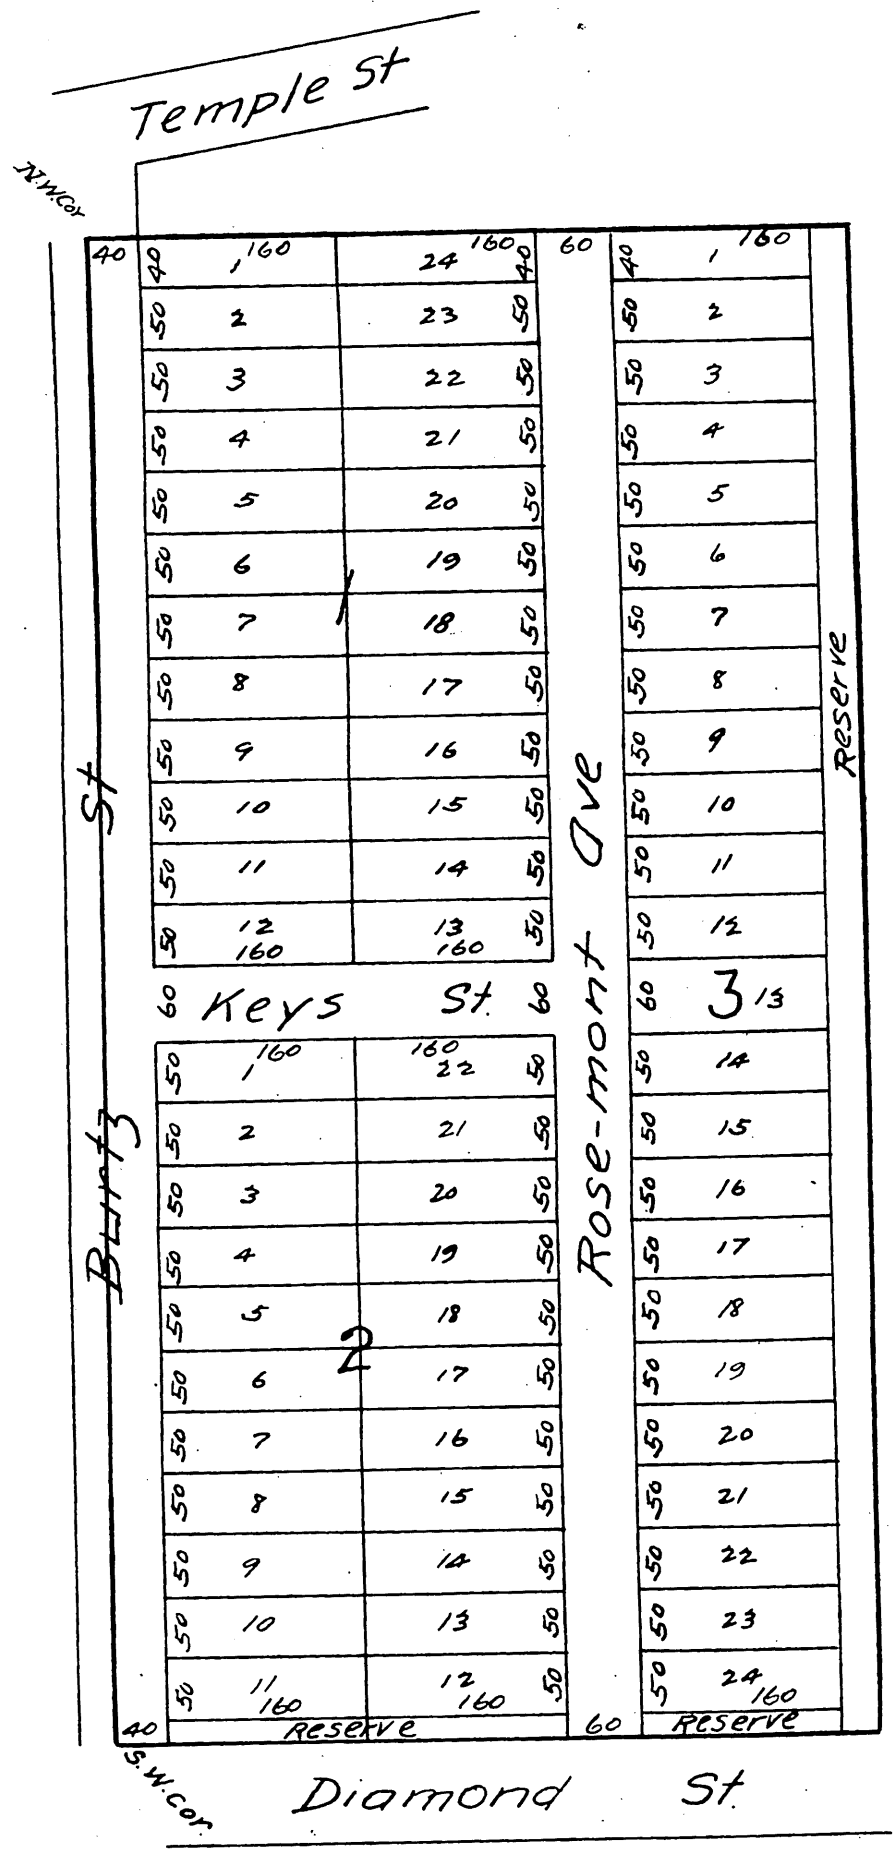 Temple St
N.W.Cor
40 40 1 160 24 160 40 60 40 1 160
50 2 23 50 50 2
50 3 22 50 50 3
50 4 21 50 50 4
50 5 20 50 50 5
50 6 19 50 50 6
1
50 7 18 50 50 7
50 8 17 50 50 8
50 9 16 50 50 9
50 10 15 50 50 10
50 11 14 50 50 11
50 12 13 50 50 12
160 160
60 Keys St. 60 60 3 13
160 160
50 1 22 50 50 14
50 2 21 50 50 15
50 3 20 50 50 16
50 4 19 50 50 17
50 5 18 50 50 18
2
50 6 17 50 50 19
50 7 16 50 50 20
50 8 15 50 50 21
50 9 14 50 50 22
50 10 13 50 50 23
50 11 12 50 50 24
160 160 160
40 Reserve 60 Reserve
Buntz St
Rose-mont Ave
Reserve
S.W.cor.
Diamond St.